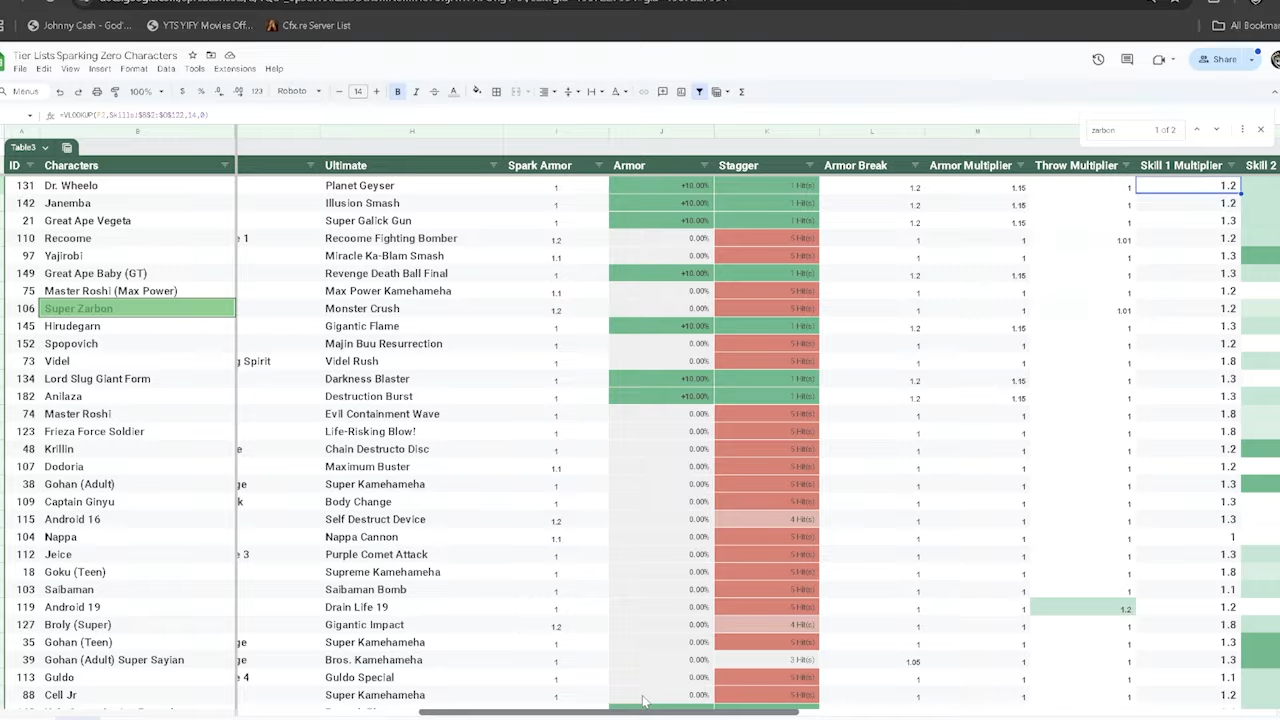 Johnny Cash - God'... YTS YIFY Movies Off... Cfx.re Server List All Bookmar
Tier Lists Sparking Zero Characters
File Edit View Insert Format Data Tools Extensions Help
Share
Menus 100% $ % .0 .00 123 Roboto 14 B I A Σ
fx =VLOOKUP(F2,Skills!$B$2:$O$122,14,0)
zarbon 1 of 2
A B H J K L M
Table3
ID Characters Ultimate Spark Armor Armor Stagger Armor Break Armor Multiplier Throw Multiplier Skill 1 Multiplier Skill 2
131 Dr. Wheelo Planet Geyser 1 +10.00% 1 Hit(s) 1.2 1.15 1 1.2
142 Janemba Illusion Smash 1 +10.00% 1 Hit(s) 1.2 1.15 1 1.2
21 Great Ape Vegeta Super Galick Gun 1 +10.00% 1 Hit(s) 1.2 1.15 1 1.3
110 Recoome e 1 Recoome Fighting Bomber 1.2 0.00% 5 Hit(s) 1 1 1.01 1.2
97 Yajirobi Miracle Ka-Blam Smash 1 0.00% 5 Hit(s) 1 1 1 1.3
149 Great Ape Baby (GT) Revenge Death Ball Final 1 +10.00% 1 Hit(s) 1.2 1.15 1 1.3
75 Master Roshi (Max Power) Max Power Kamehameha 1.1 0.00% 5 Hit(s) 1 1 1 1.2
106 Super Zarbon Monster Crush 1.2 0.00% 5 Hit(s) 1 1 1.01 1.2
145 Hirudegarn Gigantic Flame 1 +10.00% 1 Hit(s) 1.2 1.15 1 1.3
152 Spopovich Majin Buu Resurrection 1 0.00% 5 Hit(s) 1 1 1 1.2
73 Videl g Spirit Videl Rush 1 0.00% 5 Hit(s) 1 1 1 1.8
134 Lord Slug Giant Form Darkness Blaster 1 +10.00% 1 Hit(s) 1.2 1.15 1 1.3
182 Anilaza Destruction Burst 1 +10.00% 1 Hit(s) 1.2 1.15 1 1.3
74 Master Roshi Evil Containment Wave 1 0.00% 5 Hit(s) 1 1 1 1.8
23 Frieza Force Soldier Life-Risking Blow! 1 0.00% 5 Hit(s) 1 1 1 1.8
48 Krillin e Chain Destructo Disc 1 0.00% 5 Hit(s) 1 1 1 1.2
107 Dodoria Maximum Buster 1.1 0.00% 5 Hit(s) 1 1 1 1.2
38 Gohan (Adult) ge Super Kamehameha 1 0.00% 5 Hit(s) 1 1 1 1.3
109 Captain Ginyu k Body Change 1 0.00% 5 Hit(s) 1 1 1 1.3
115 Android 16 Self Destruct Device 1.2 0.00% 4 Hit(s) 1 1 1 1.3
104 Nappa Nappa Cannon 1.1 0.00% 5 Hit(s) 1 1 1 1
112 Jeice e 3 Purple Comet Attack 1 0.00% 5 Hit(s) 1 1 1 1.3
18 Goku (Teen) Supreme Kamehameha 1 0.00% 5 Hit(s) 1 1 1 1.8
103 Saibaman Saibaman Bomb 1 0.00% 5 Hit(s) 1 1 1 1.1
119 Android 19 Drain Life 19 1 0.00% 5 Hit(s) 1 1 1.2 1.2
127 Broly (Super) Gigantic Impact 1.2 0.00% 4 Hit(s) 1 1 1 1.8
35 Gohan (Teen) ge Super Kamehameha 1 0.00% 5 Hit(s) 1 1 1 1.3
39 Gohan (Adult) Super Sayian ge Bros. Kamehameha 1 0.00% 3 Hit(s) 1.05 1 1 1.3
113 Guldo e 4 Guldo Special 1 0.00% 5 Hit(s) 1 1 1 1.1
88 Cell Jr Super Kamehameha 1 0.00% 5 Hit(s) 1 1 1 1.2